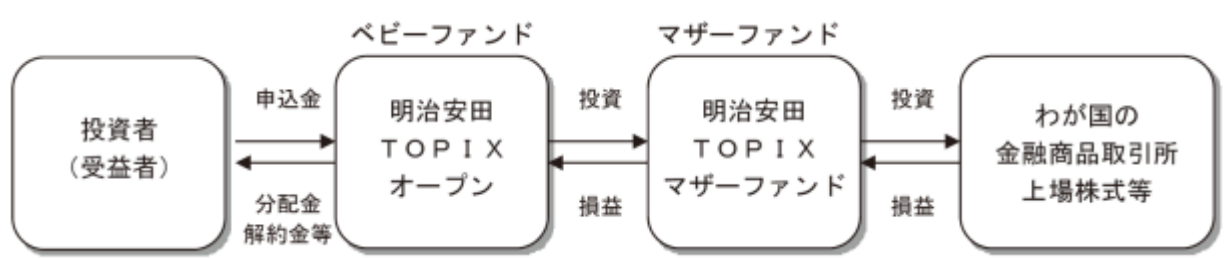 ベビーファンド
マザーファンド
投資者
（受益者）
申込金
分配金
解約金等
明治安田
ＴＯＰＩＸ
オープン
投資
損益
明治安田
ＴＯＰＩＸ
マザーファンド
投資
損益
わが国の
金融商品取引所
上場株式等